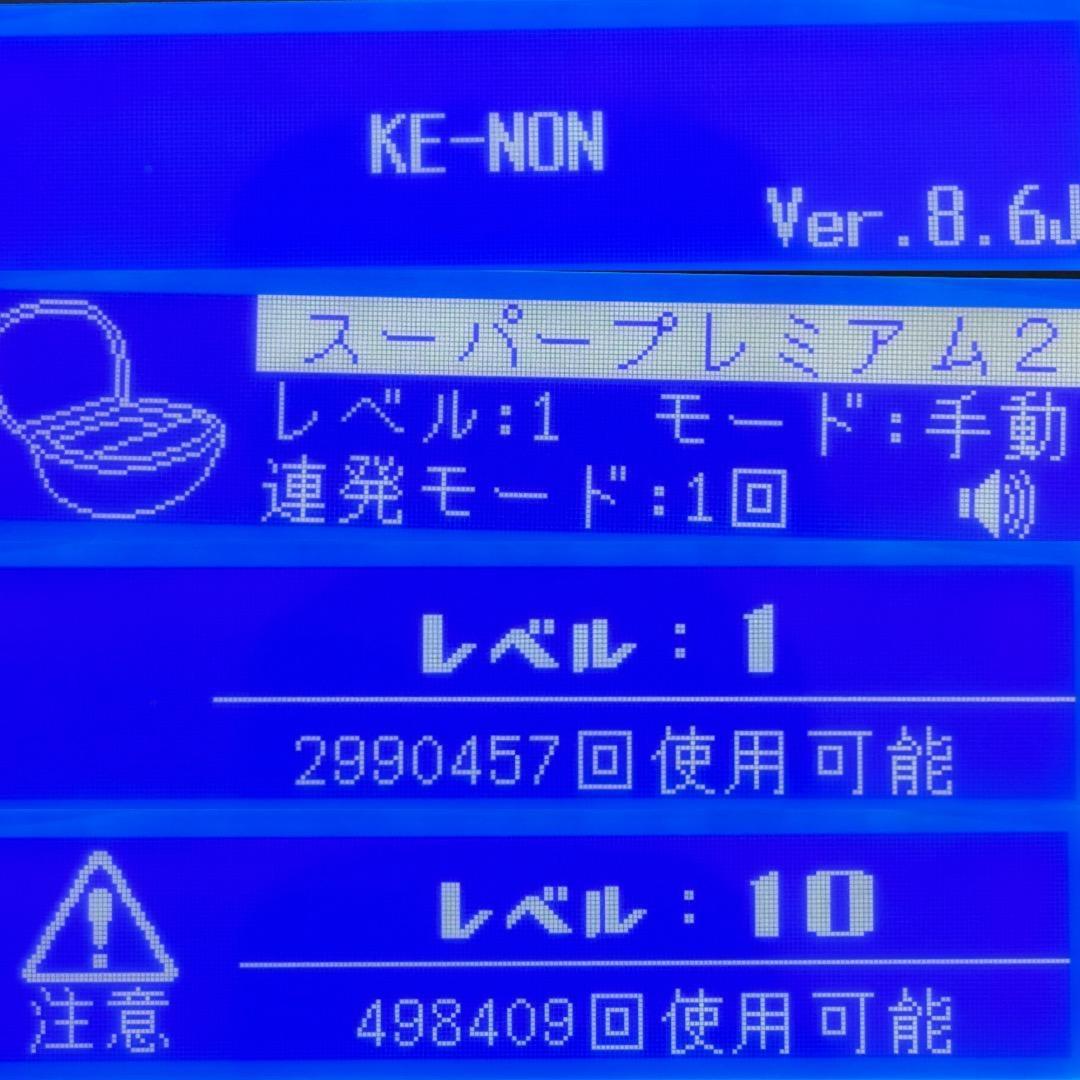 KE-NON
Ver.8.6J
スーパープレミアム2
レベル:1 モード:手動
連発モード:1回
レベル:1
2990457回使用可能
レベル:10
注意
498409回使用可能